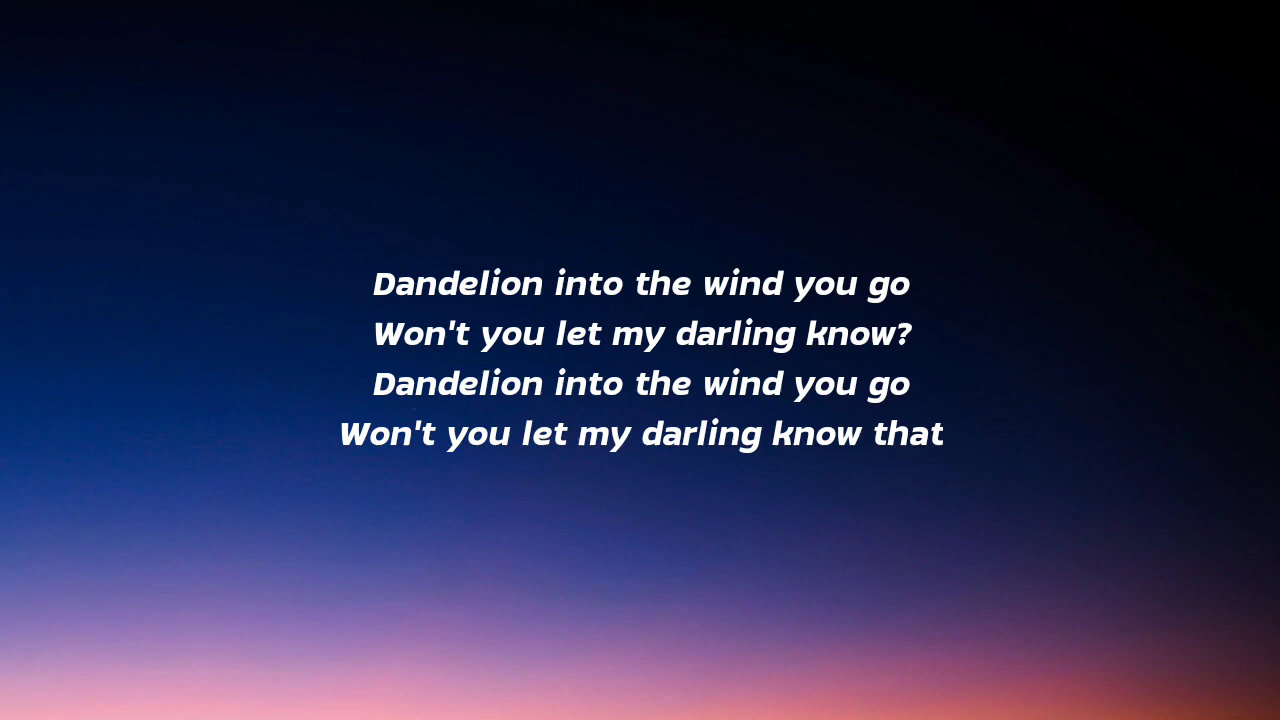 Dandelion into the wind you go
Won't you let my darling know?
Dandelion into the wind you go
Won't you let my darling know that